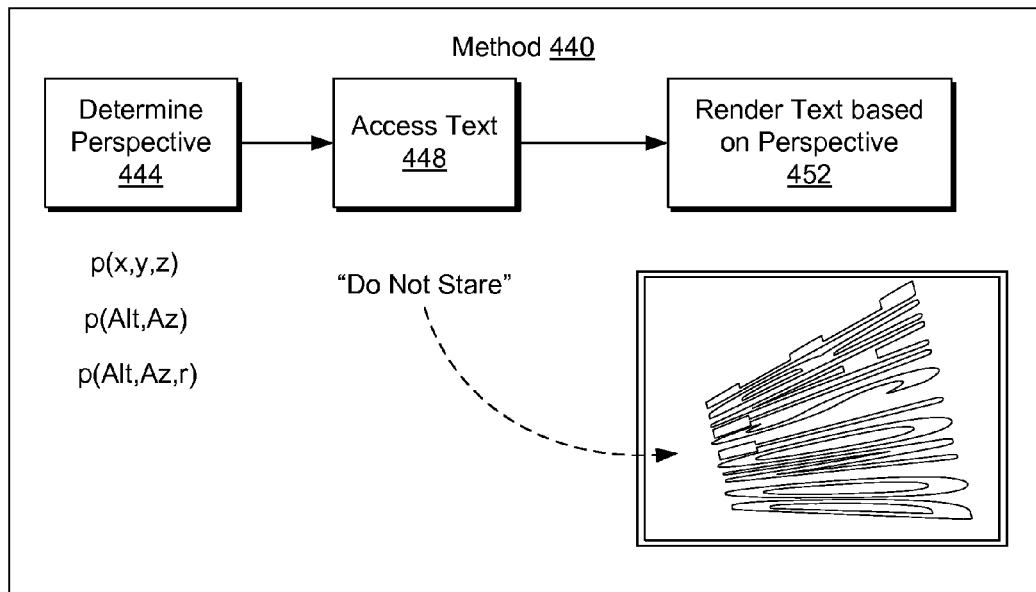 Method 440
Determine
Perspective
444
Access Text
448
Render Text based
on Perspective
452
p(x,y,z)
p(Alt,Az)
p(Alt,Az,r)
“Do Not Stare”